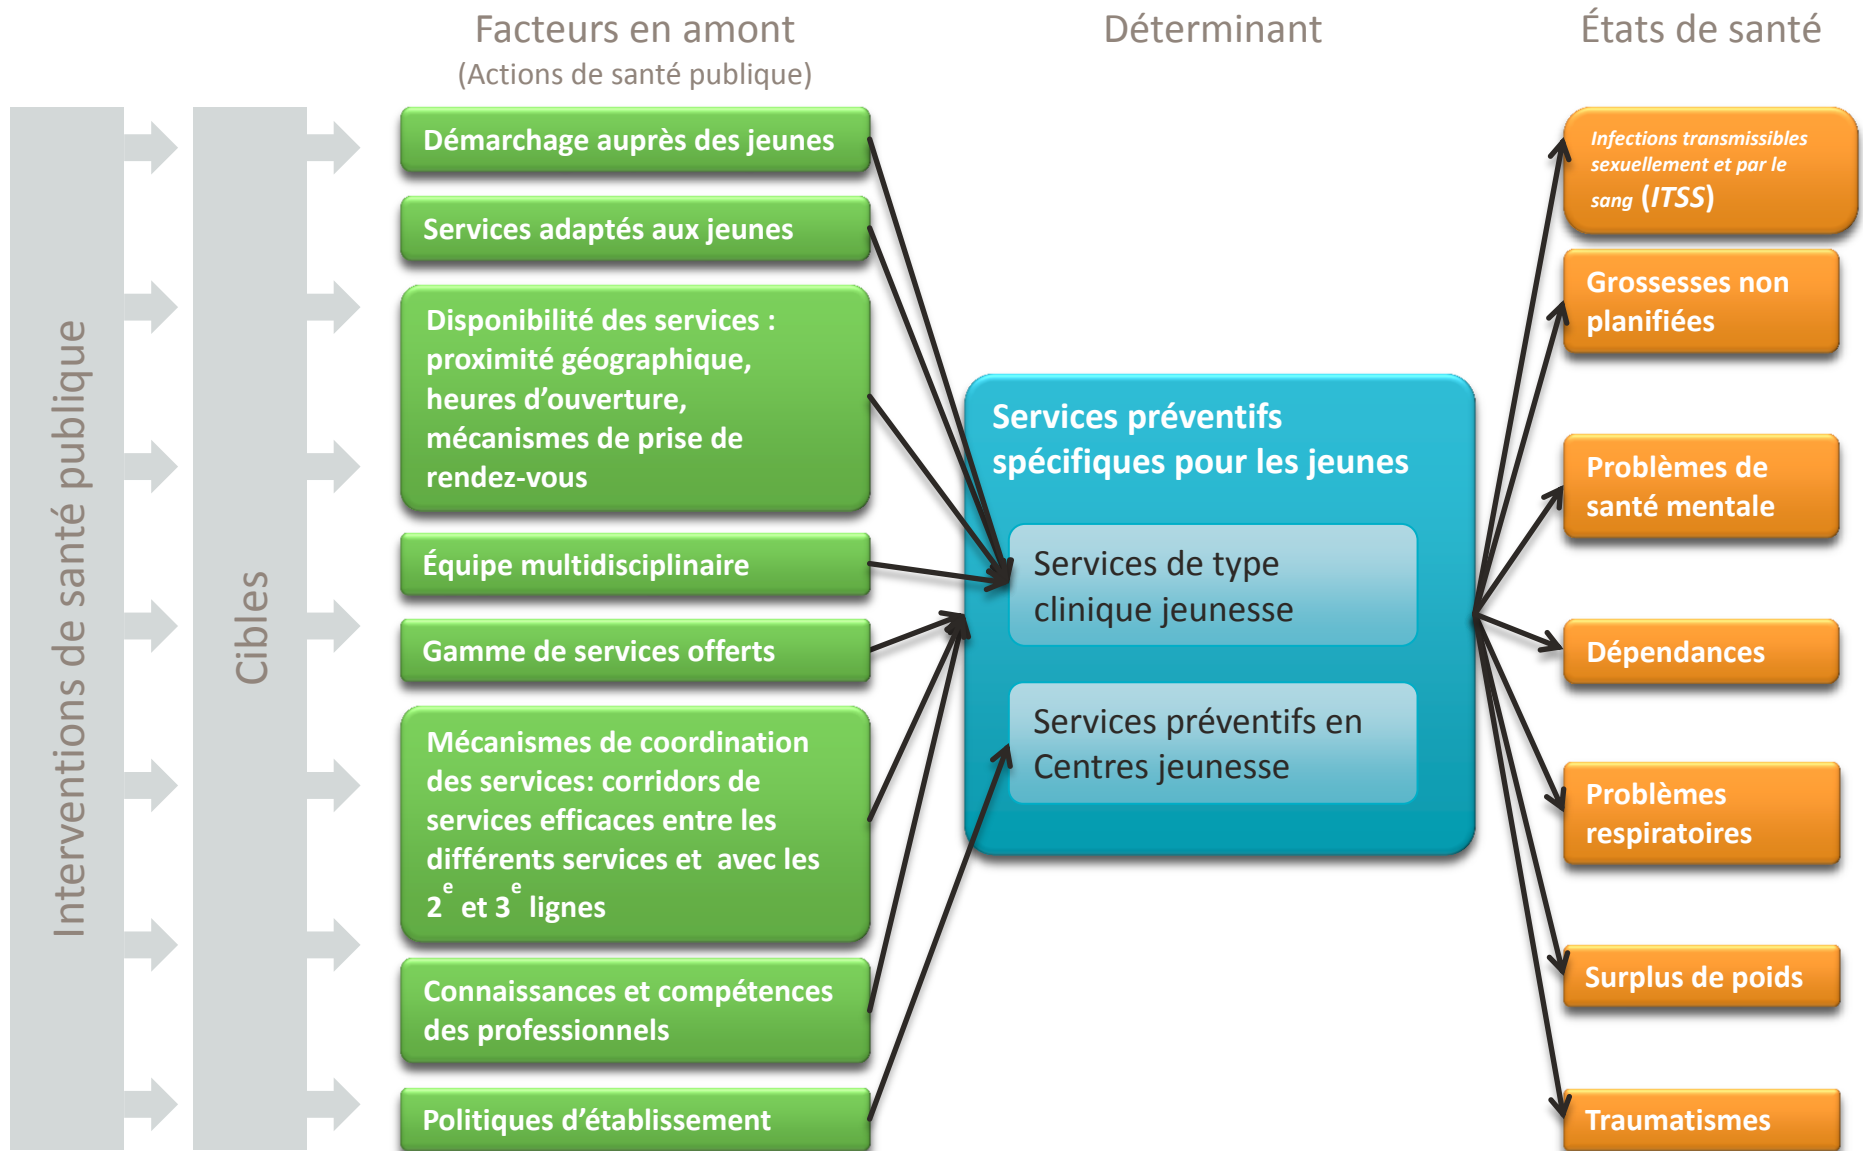 Facteurs en amont
(Actions de santé publique)
Déterminant
États de santé
Interventions de santé publique
Cibles
Démarchage auprès des jeunes
Services adaptés aux jeunes
Disponibilité des services :
proximité géographique,
heures d’ouverture,
mécanismes de prise de
rendez-vous
Équipe multidisciplinaire
Gamme de services offerts
Mécanismes de coordination
des services: corridors de
services efficaces entre les
différents services et avec les
2e et 3e lignes
Connaissances et compétences
des professionnels
Politiques d’établissement
Services préventifs
spécifiques pour les jeunes
Services de type
clinique jeunesse
Services préventifs en
Centres jeunesse
Infections transmissibles
sexuellement et par le
sang (ITSS)
Grossesses non
planifiées
Problèmes de
santé mentale
Dépendances
Problèmes
respiratoires
Surplus de poids
Traumatismes